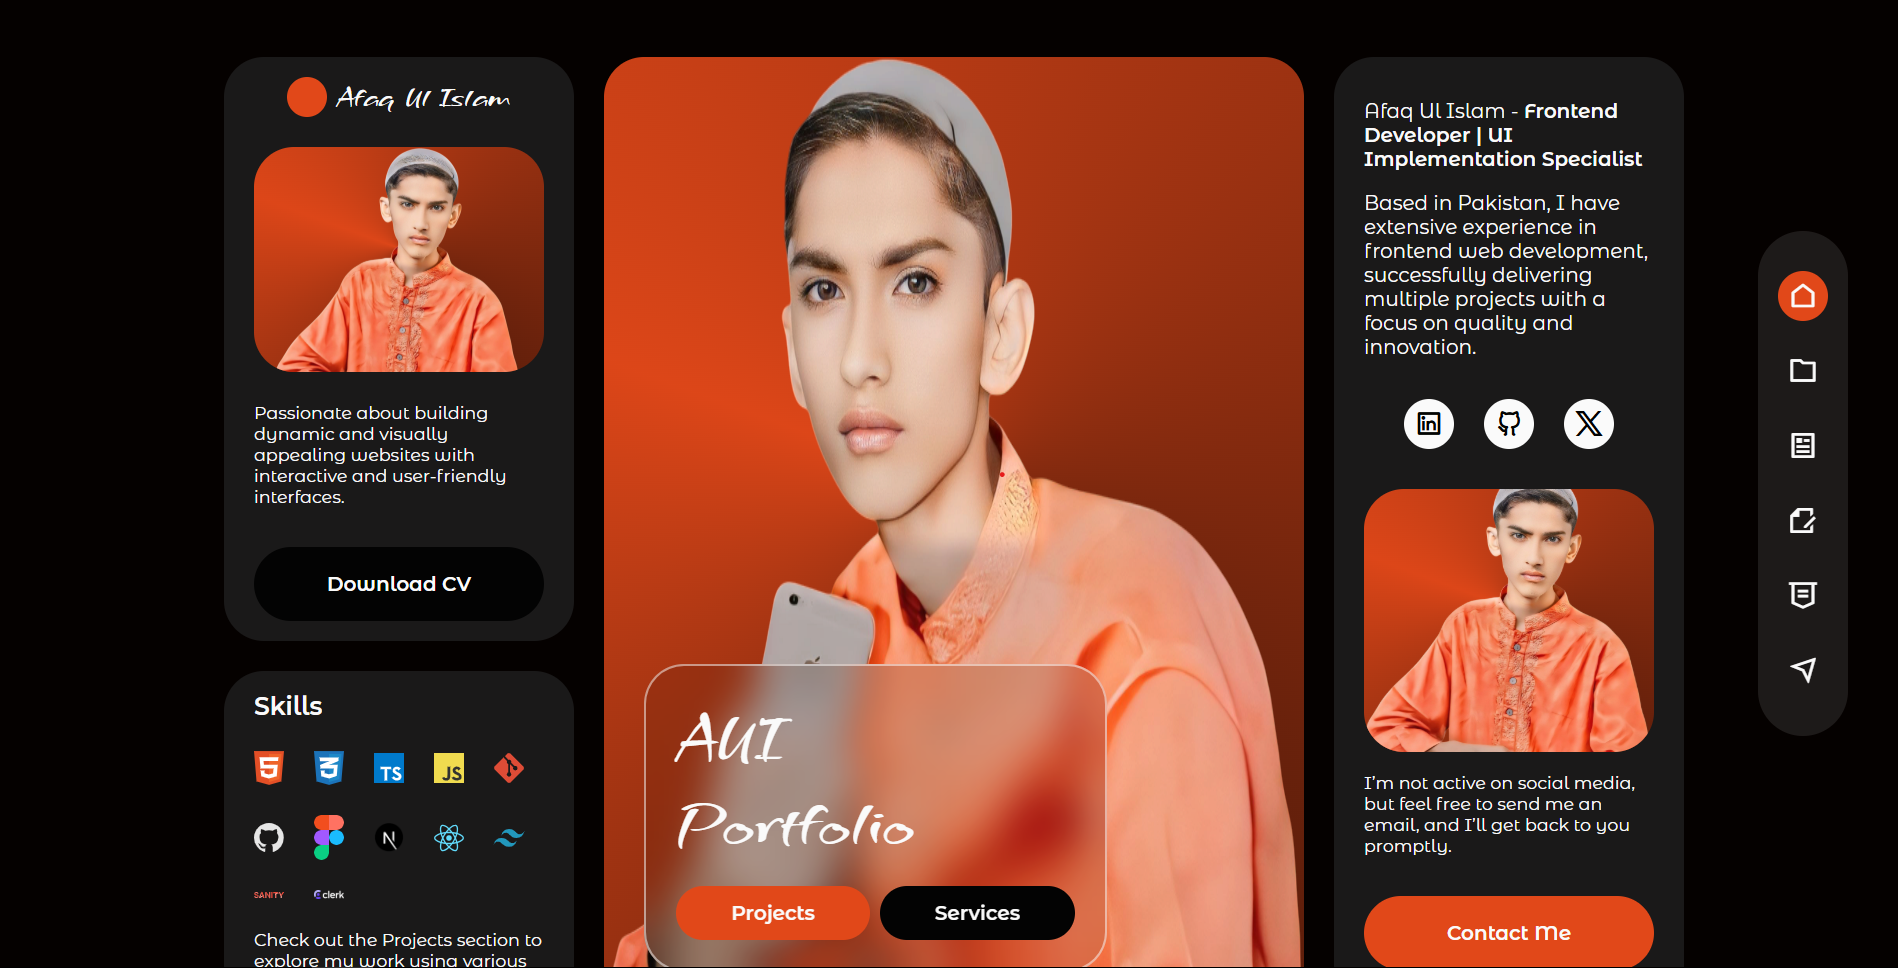 Afaq Ul Islam
Passionate about building
dynamic and visually
appealing websites with
interactive and user-friendly
interfaces.
Download CV
Skills
TS
JS
N
SANITY
clerk
Check out the Projects section to
explore my work using various
AUI
Portfolio
Projects
Services
Afaq Ul Islam - Frontend
Developer | UI
Implementation Specialist
Based in Pakistan, I have
extensive experience in
frontend web development,
successfully delivering
multiple projects with a
focus on quality and
innovation.
in
X
I'm not active on social media,
but feel free to send me an
email, and I'll get back to you
promptly.
Contact Me